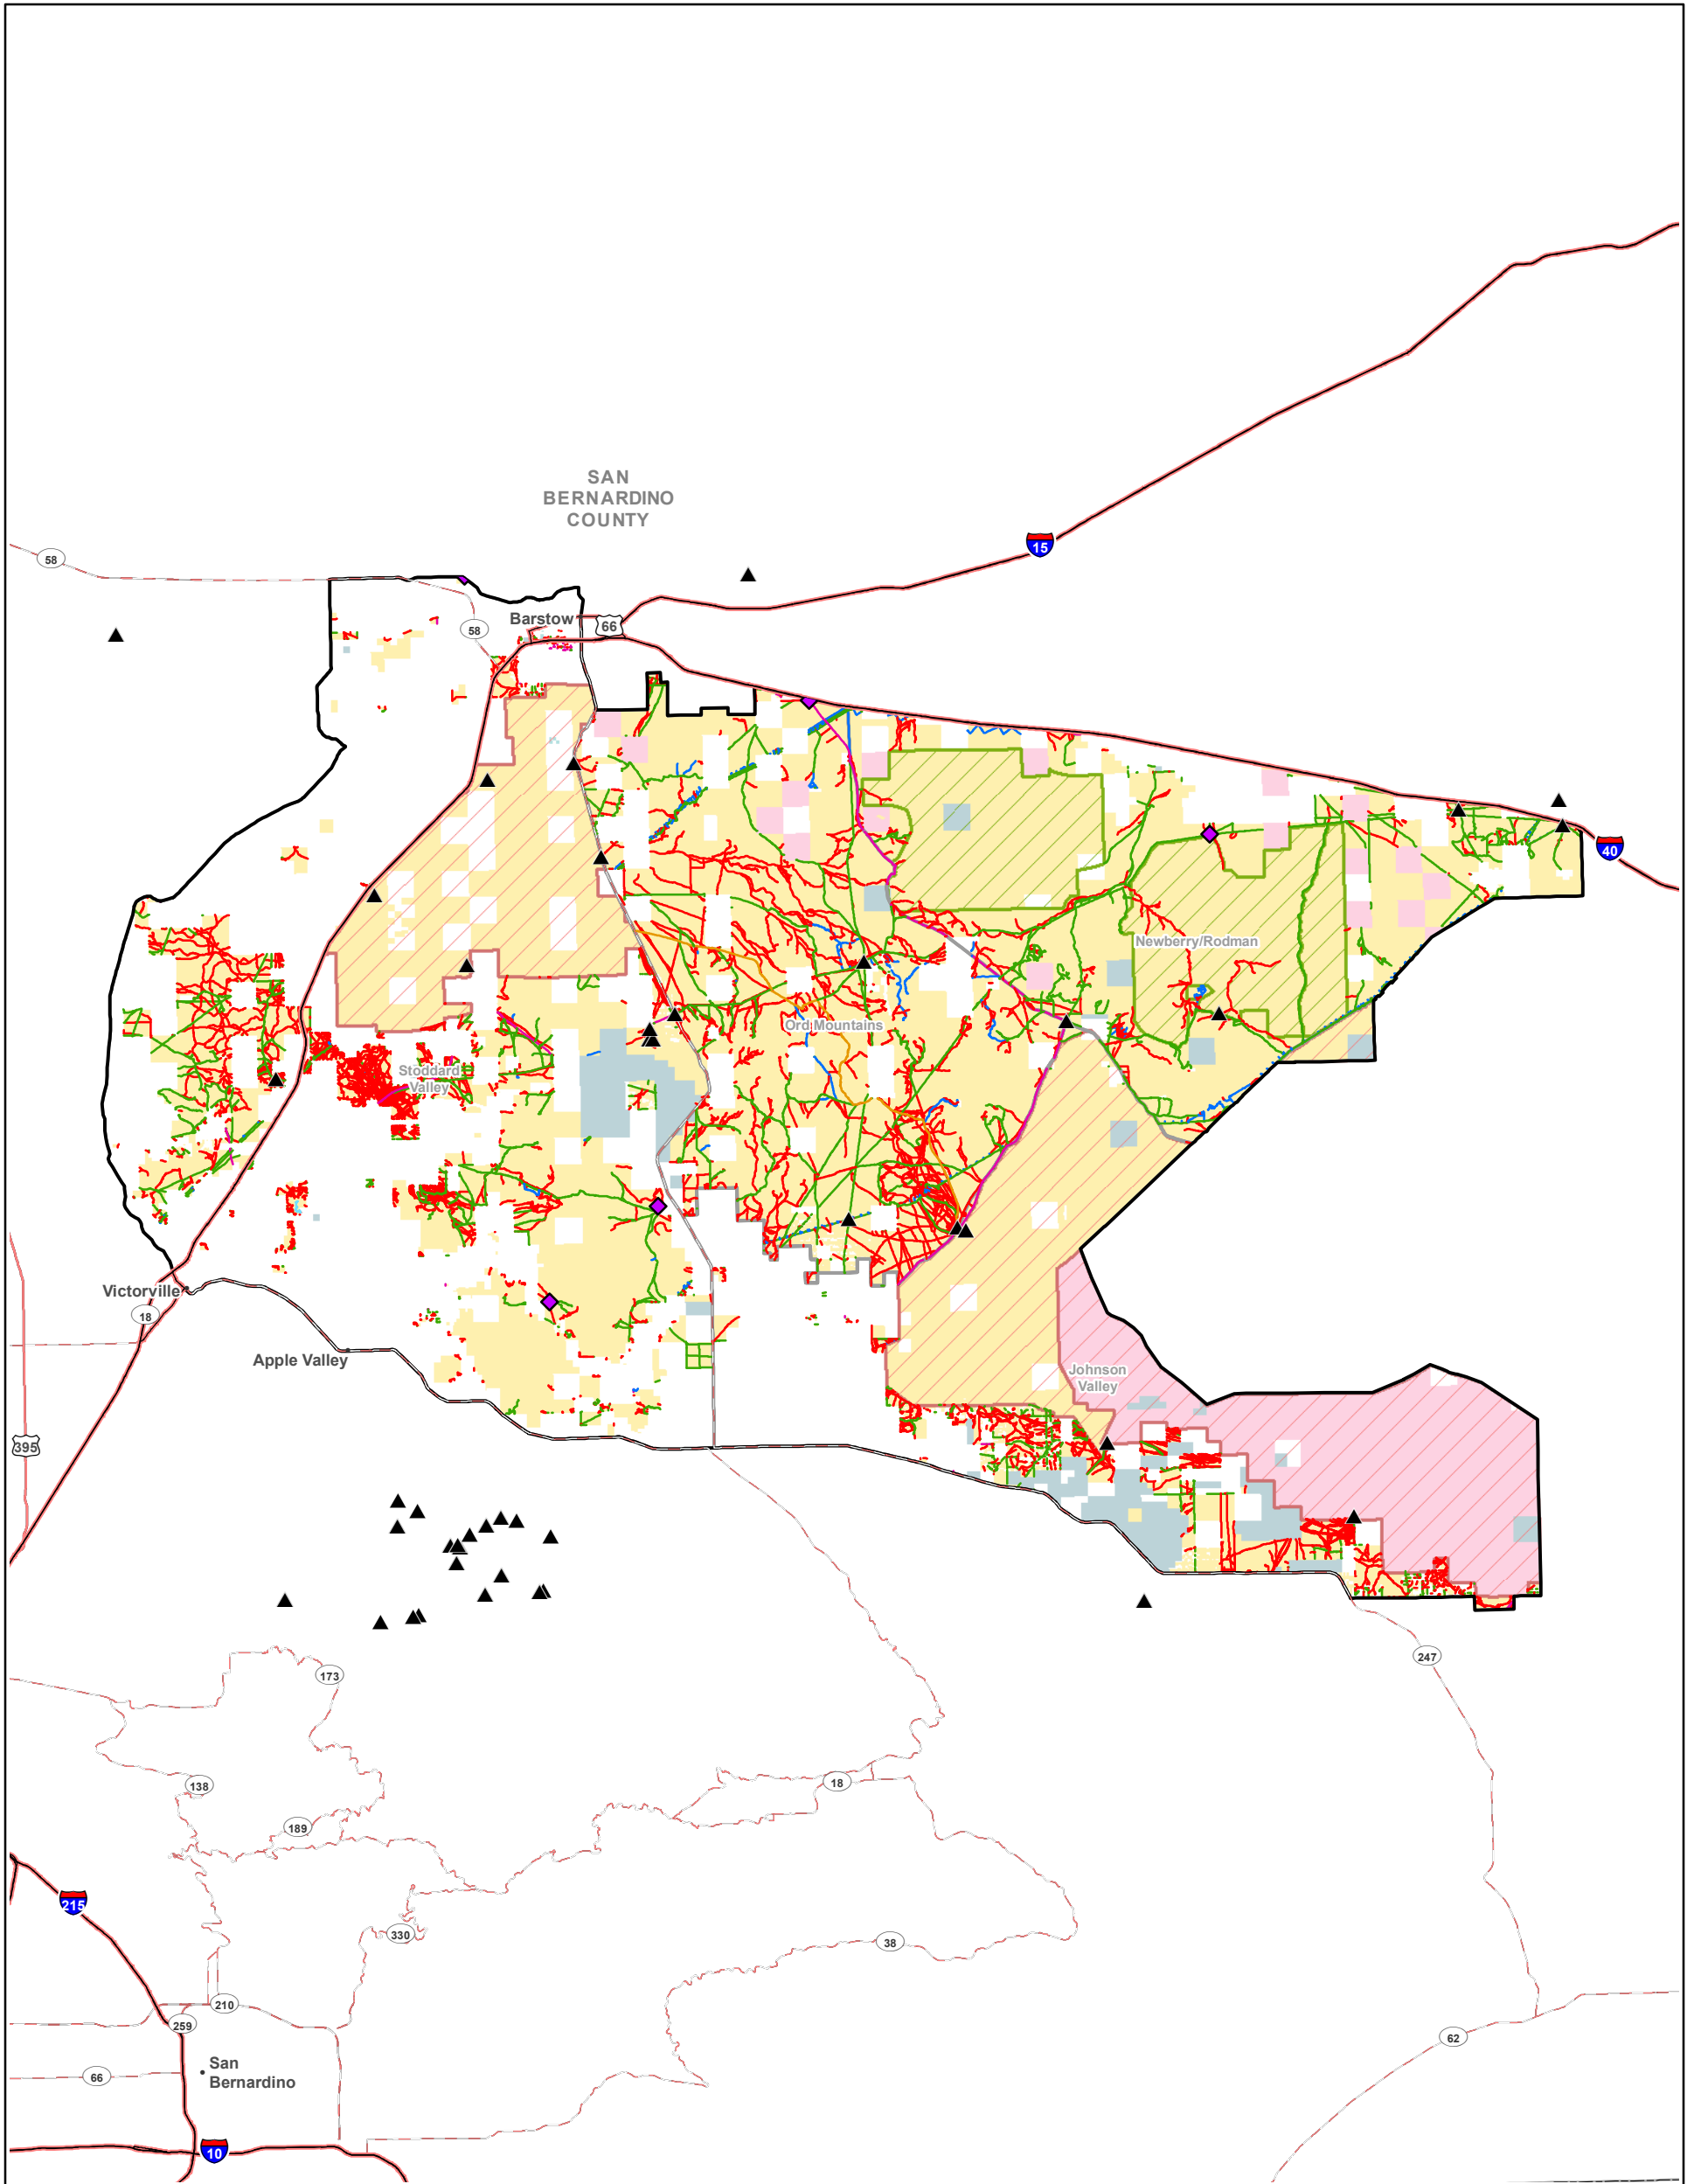 SAN
BERNARDINO
COUNTY
15
58
58
Barstow
66
40
Newberry/Rodman
Ord Mountains
Stoddard
Valley
Victorville
18
Apple Valley
Johnson
Valley
395
247
173
138
18
189
215
330
38
210
259
62
66
San
Bernardino
10